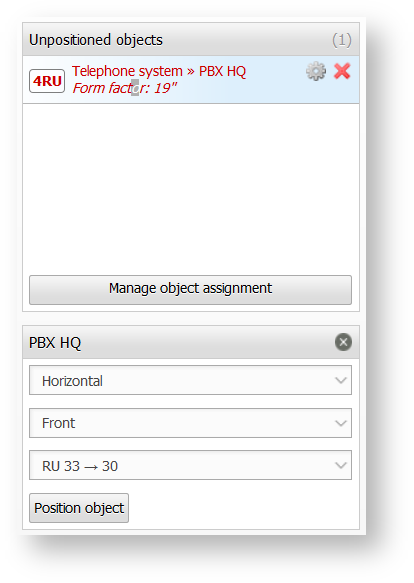 Unpositioned objects (1)
4RU
Telephone system » PBX HQ
Form factor: 19"
Manage object assignment
PBX HQ
Horizontal
Front
RU 33 → 30
Position object